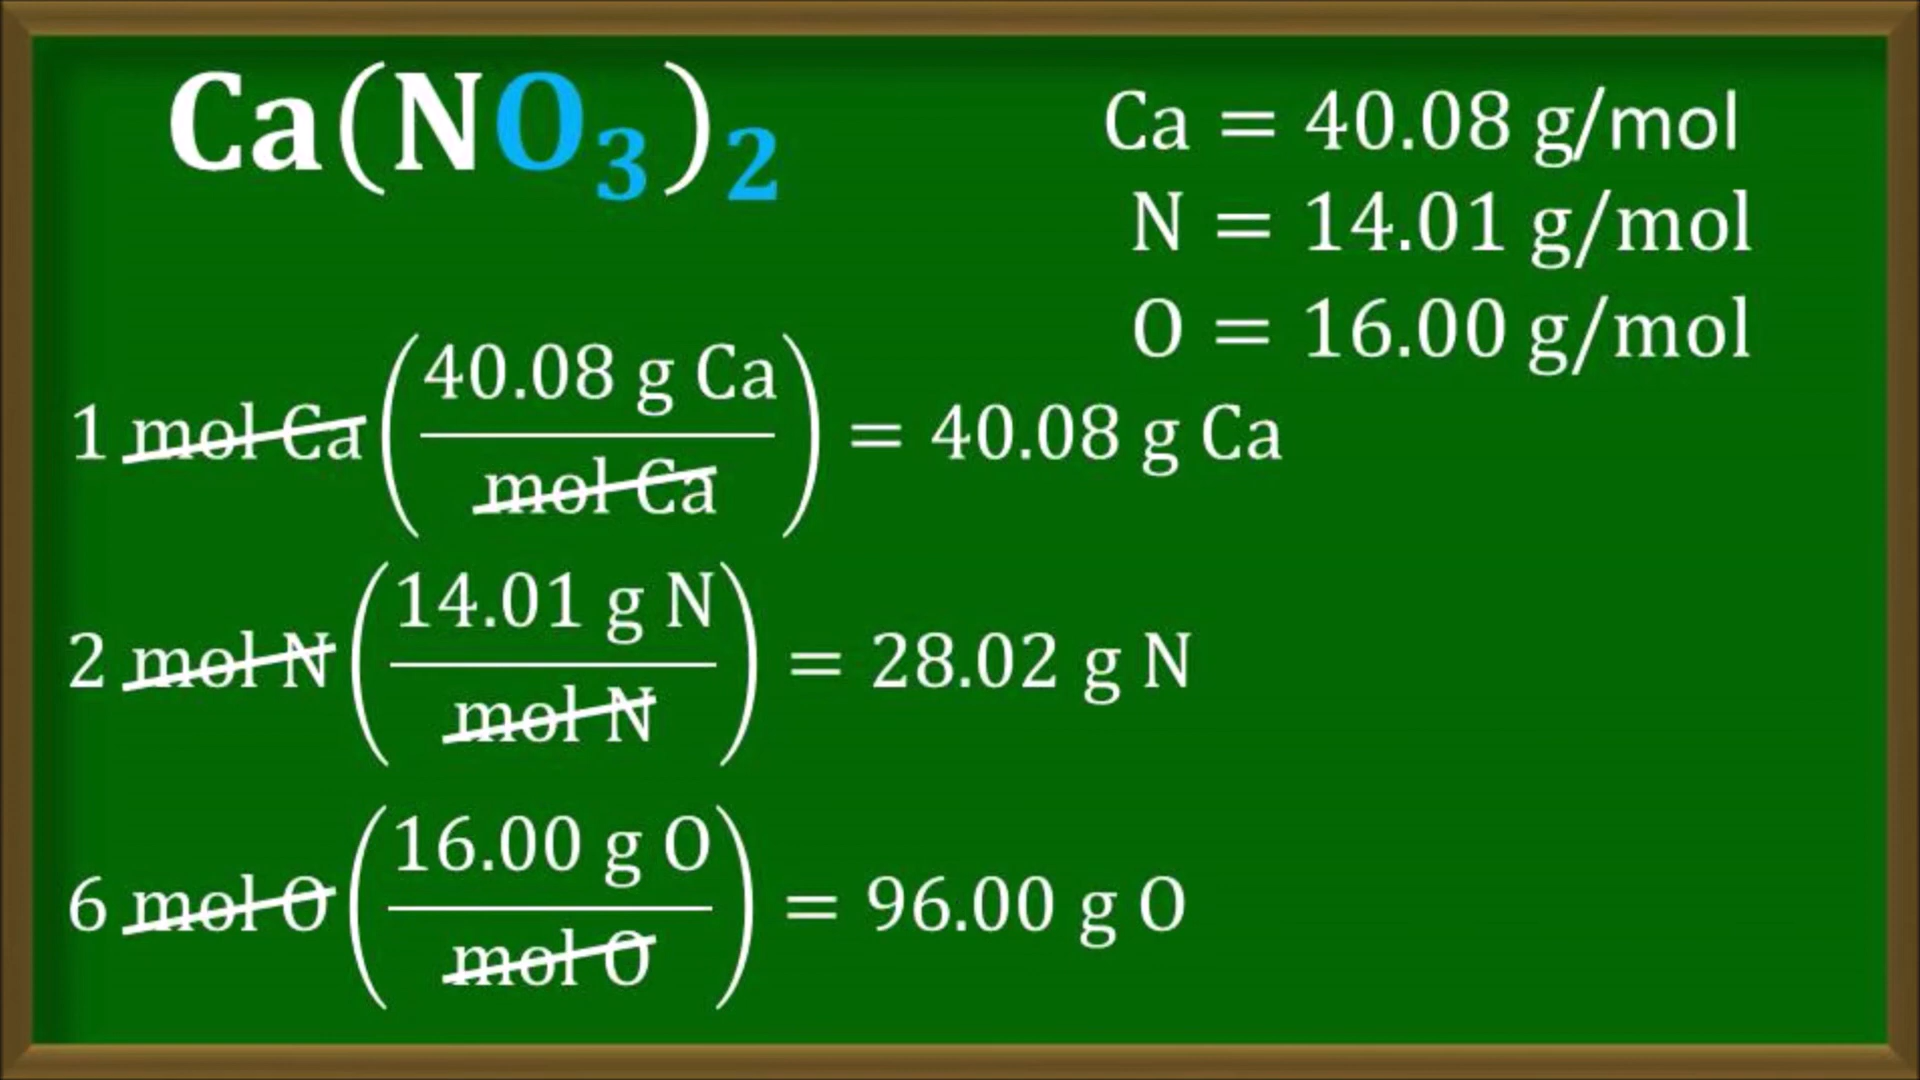 Ca(NO₃)₂
Ca = 40.08 g/mol
N = 14.01 g/mol
O = 16.00 g/mol
1 mol Ca (40.08 g Ca / mol Ca) = 40.08 g Ca
2 mol N (14.01 g N / mol N) = 28.02 g N
6 mol O (16.00 g O / mol O) = 96.00 g O